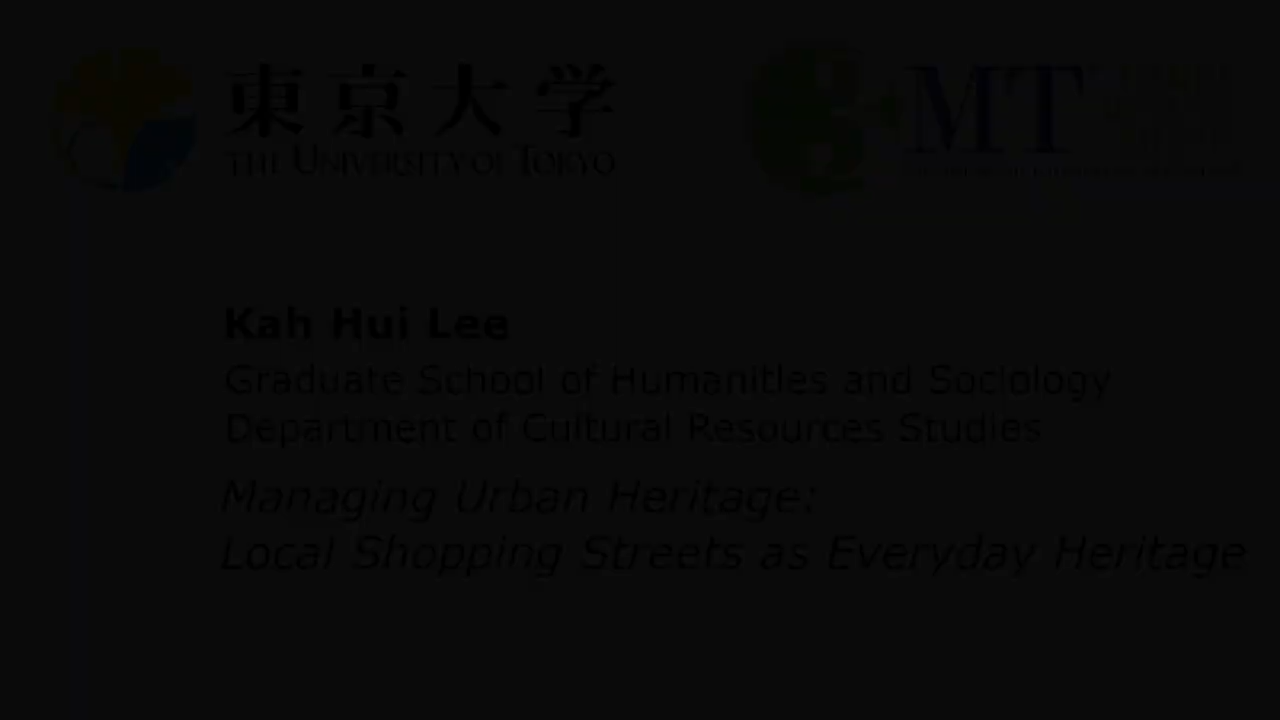 東京大学
THE UNIVERSITY OF TOKYO
MT
Kah Hui Lee
Graduate School of Humanities and Sociology
Department of Cultural Resources Studies
Managing Urban Heritage:
Local Shopping Streets as Everyday Heritage